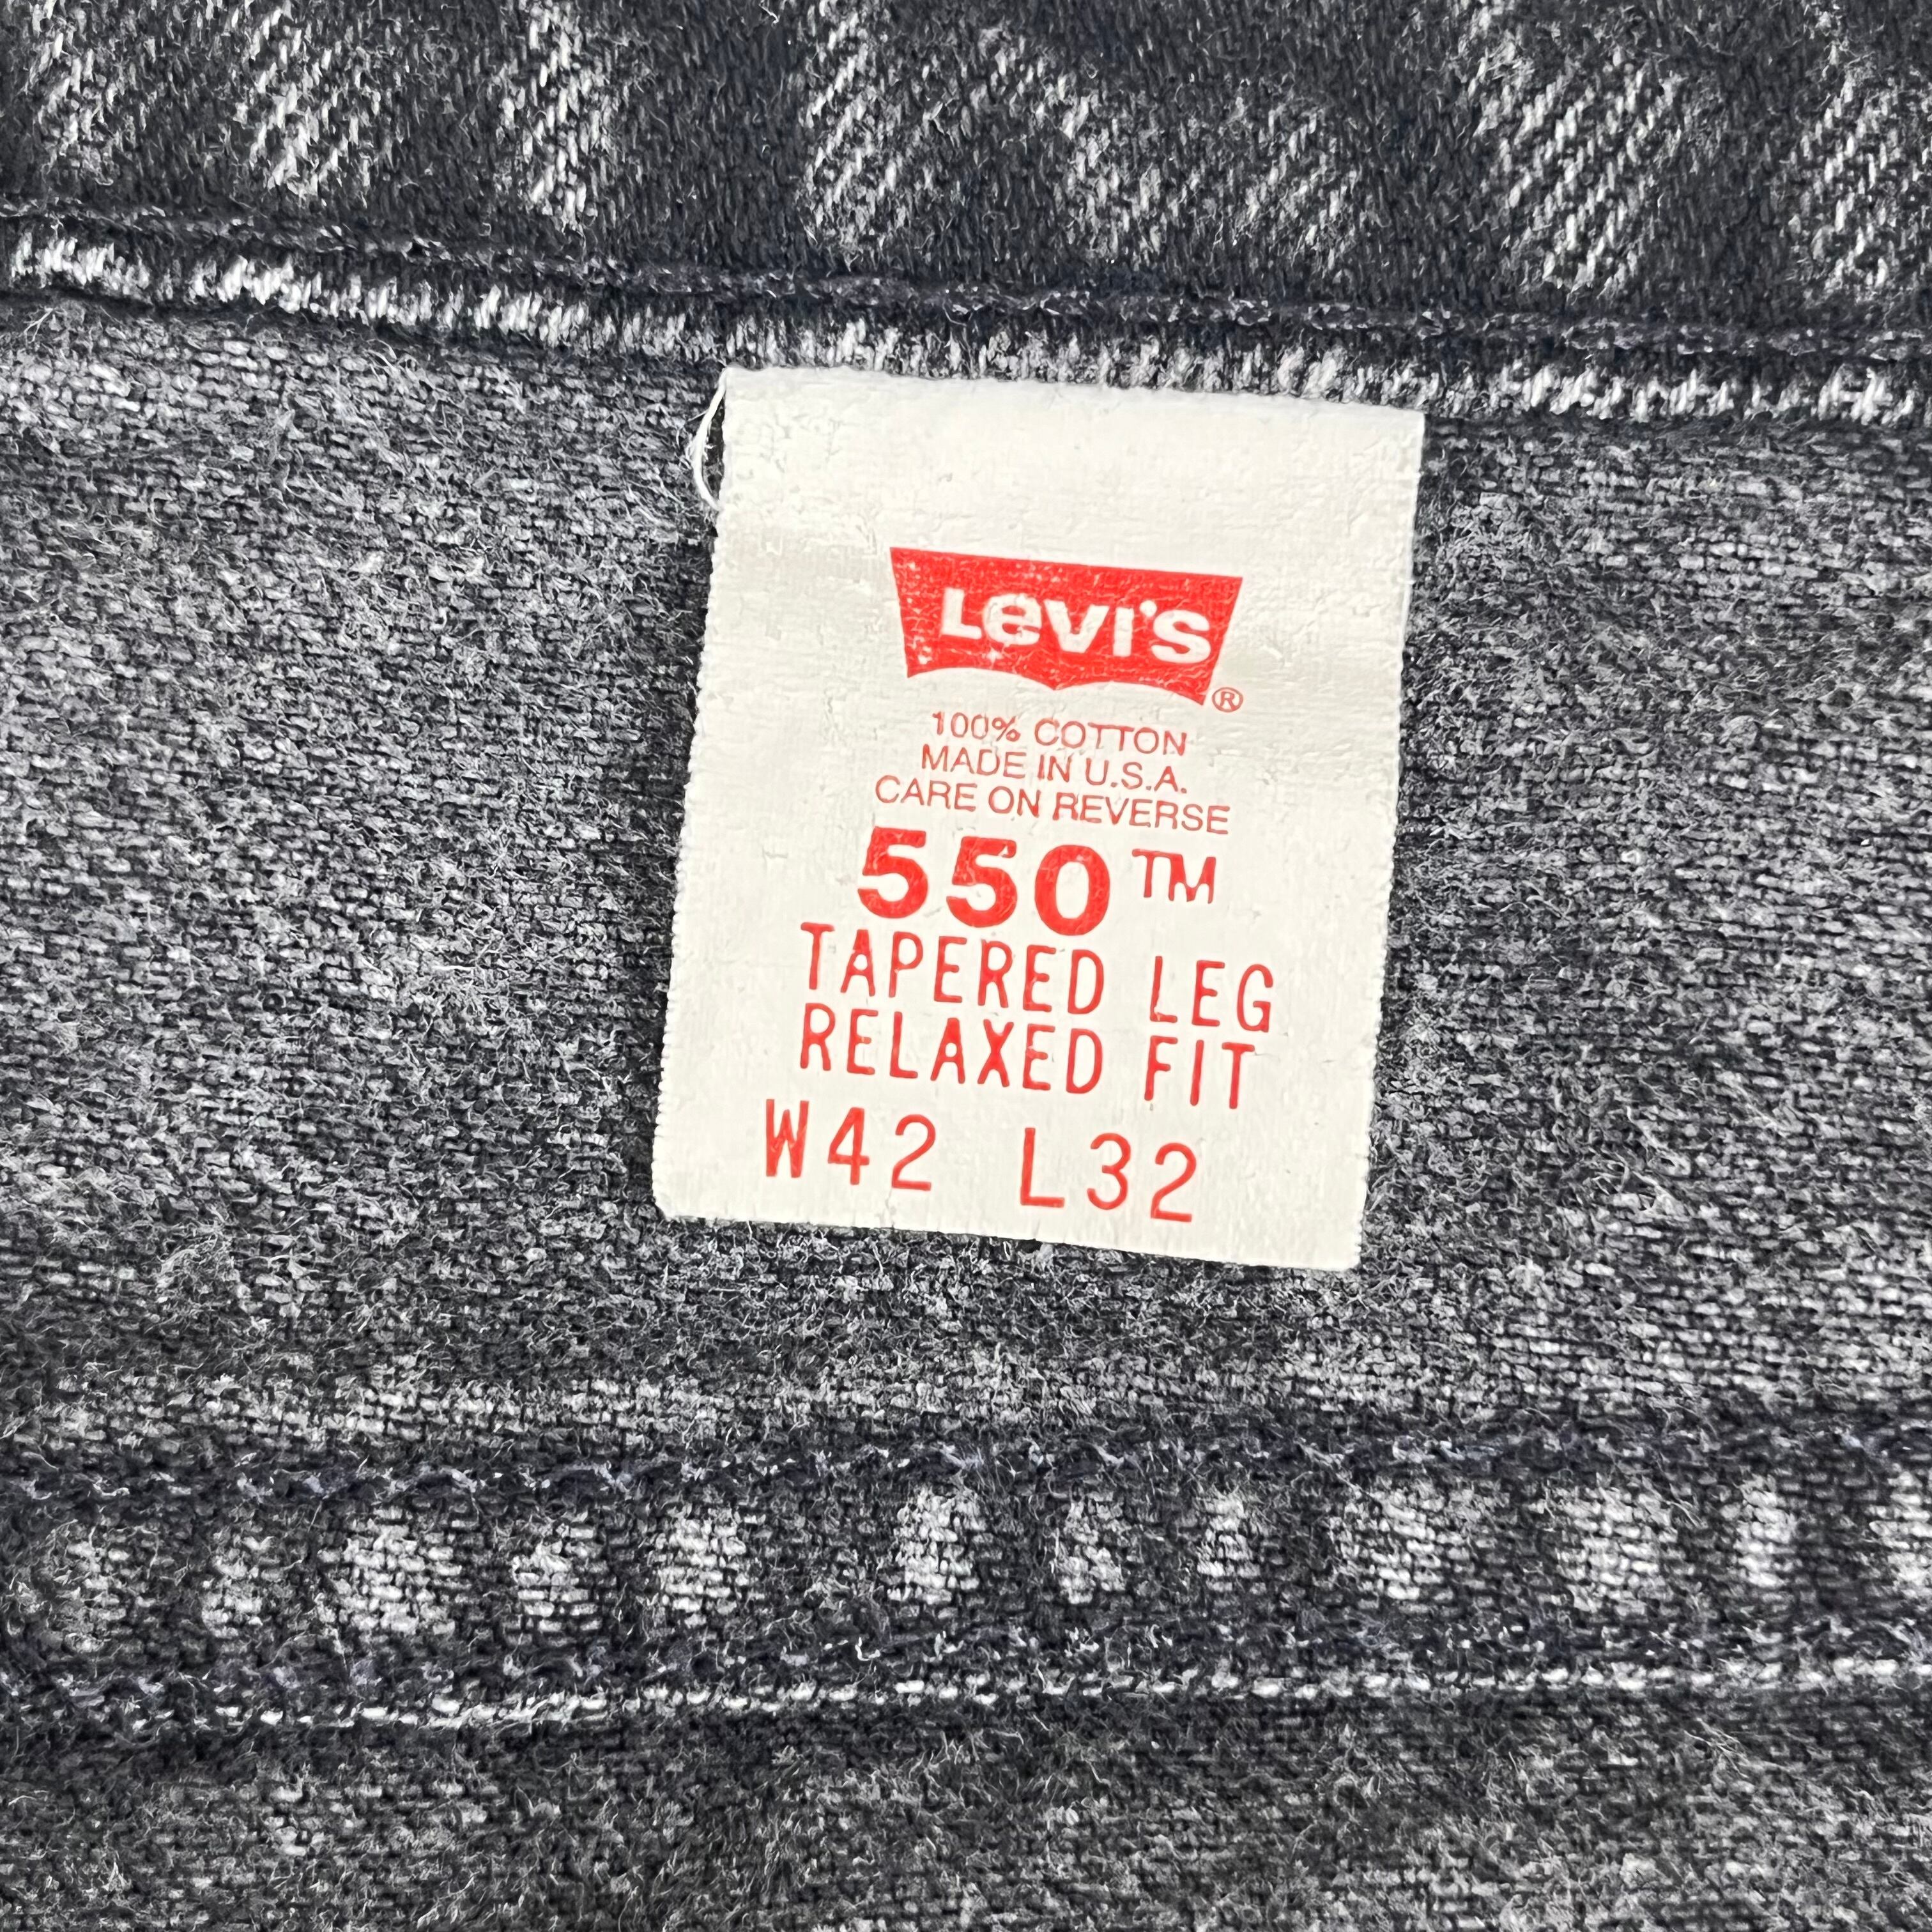 Levi's ®
100% COTTON
MADE IN U.S.A.
CARE ON REVERSE
550™
TAPERED LEG
RELAXED FIT
W42 L32